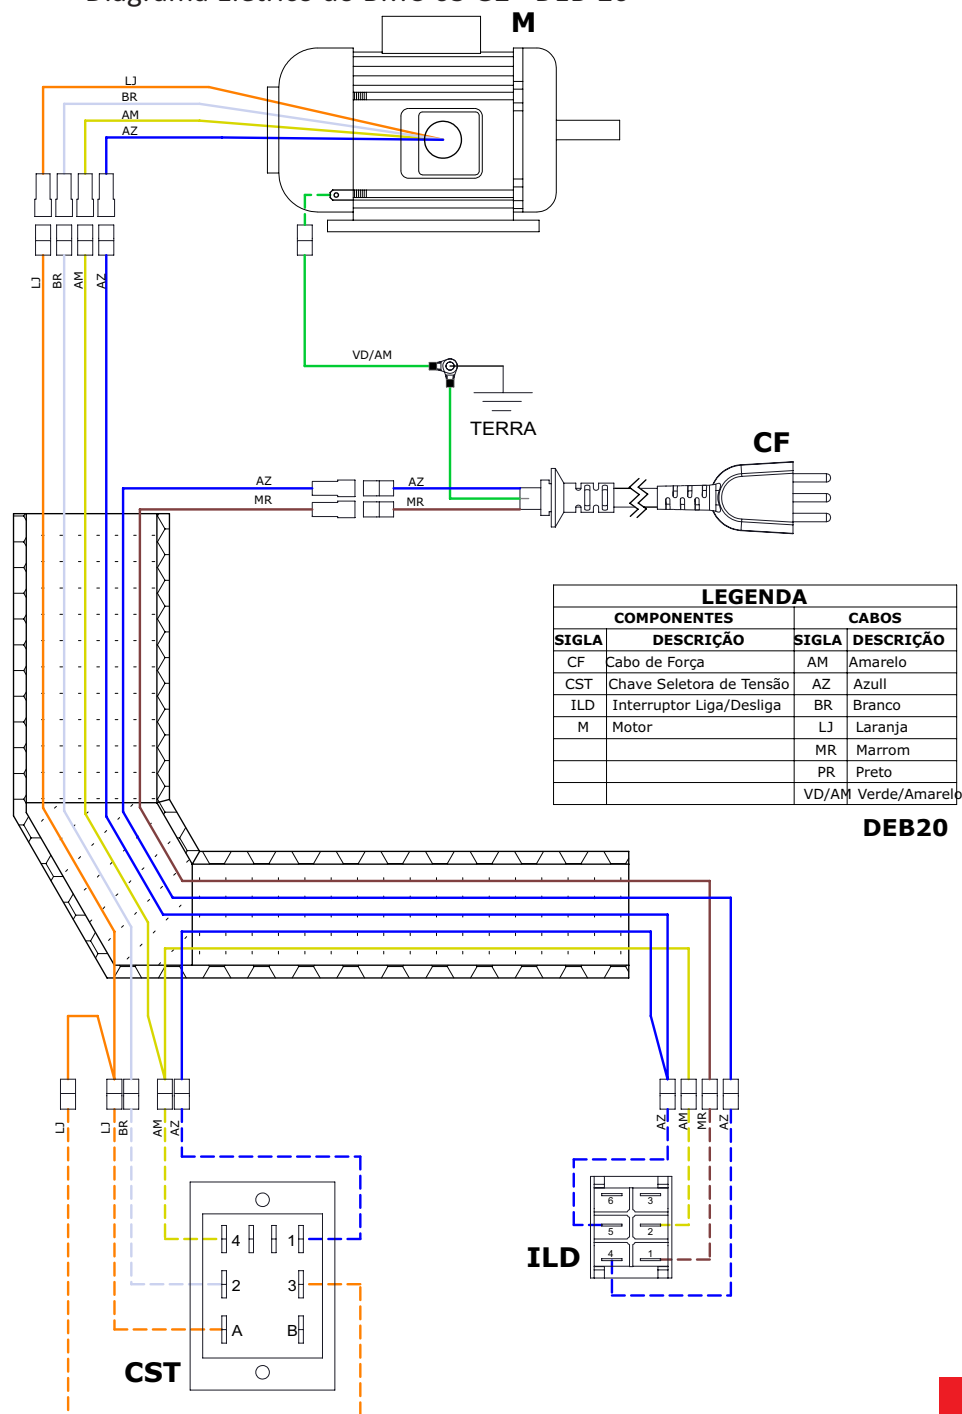 M
LJ
BR
AM
AZ
LJ
BR
AM
AZ
VD/AM
TERRA
CF
AZ
AZ
MR
MR
LEGENDA
COMPONENTES CABOS
SIGLA DESCRIÇÃO SIGLA DESCRIÇÃO
CF Cabo de Força AM Amarelo
CST Chave Seletora de Tensão AZ Azull
ILD Interruptor Liga/Desliga BR Branco
M Motor LJ Laranja
MR Marrom
PR Preto
VD/AM Verde/Amarelo
DEB20
LJ
LJ
BR
AM
AZ
AZ
AM
MR
AZ
4 1
2 3
A B
CST
6 3
5 2
4 1
ILD